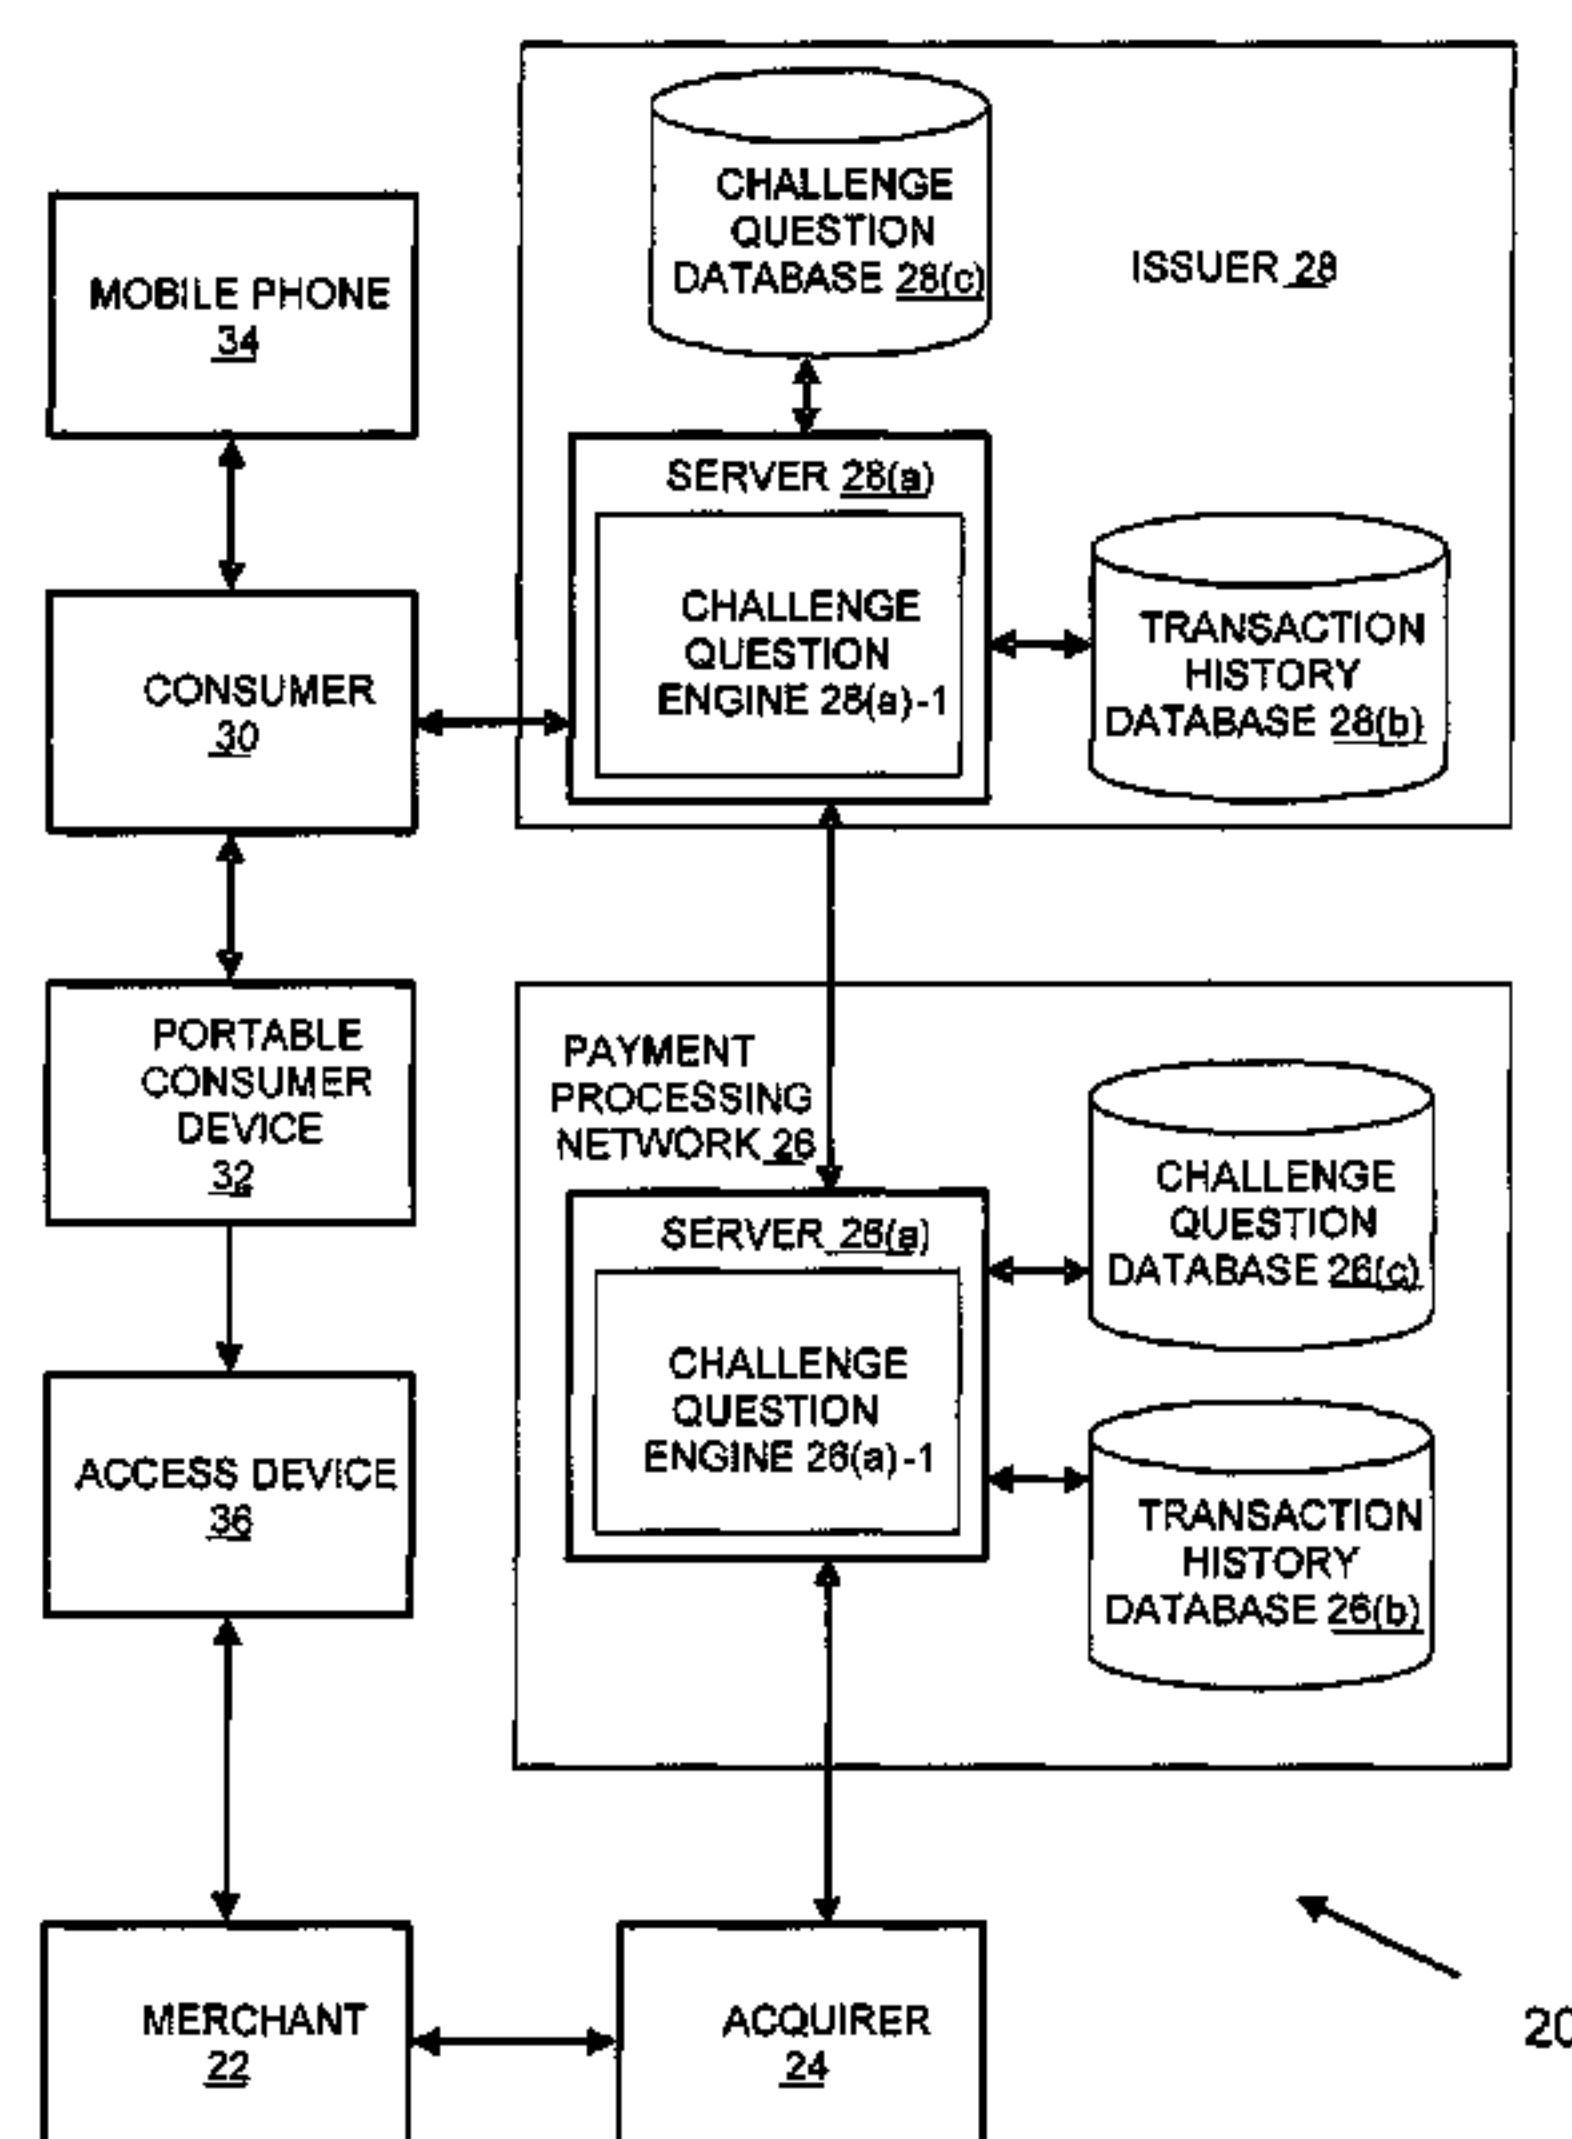 CHALLENGE
QUESTION
DATABASE 28(c)
ISSUER 28
MOBILE PHONE
34
SERVER 28(a)
CHALLENGE
QUESTION
ENGINE 28(a)-1
TRANSACTION
HISTORY
DATABASE 28(b)
CONSUMER
30
PORTABLE
CONSUMER
DEVICE
32
PAYMENT
PROCESSING
NETWORK 26
SERVER 26(a)
CHALLENGE
QUESTION
ENGINE 26(a)-1
CHALLENGE
QUESTION
DATABASE 26(c)
TRANSACTION
HISTORY
DATABASE 26(b)
ACCESS DEVICE
36
MERCHANT
22
ACQUIRER
24
20